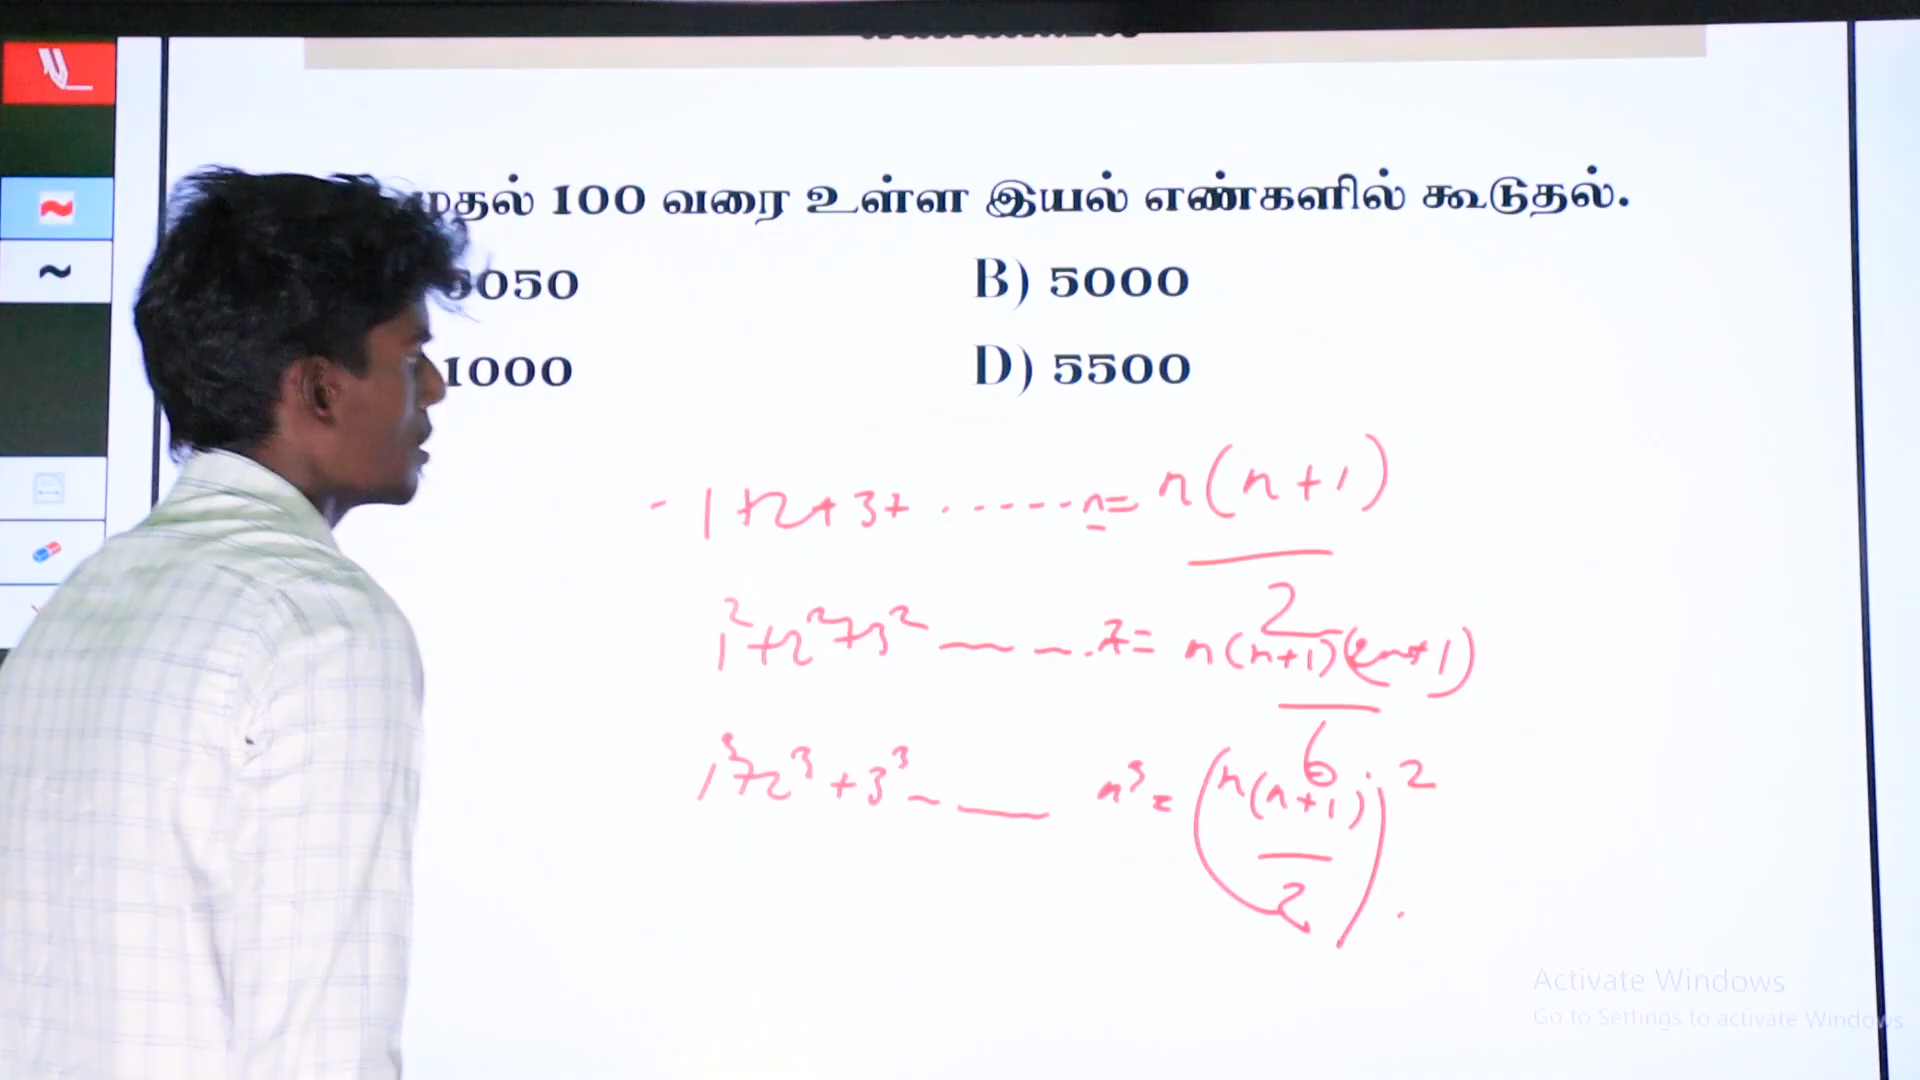 முதல் 100 வரை உள்ள இயல் எண்களில் கூடுதல்.
5050 B) 5000
1000 D) 5500
1+2+3+ ........ n = n(n+1)
2
1²+2²+3² — — . = n(n+1)(2n+1)
6
1³+2³+3³ – — n³ = (n(n+1))²
2
Activate Windows
Go to Settings to activate Windows.